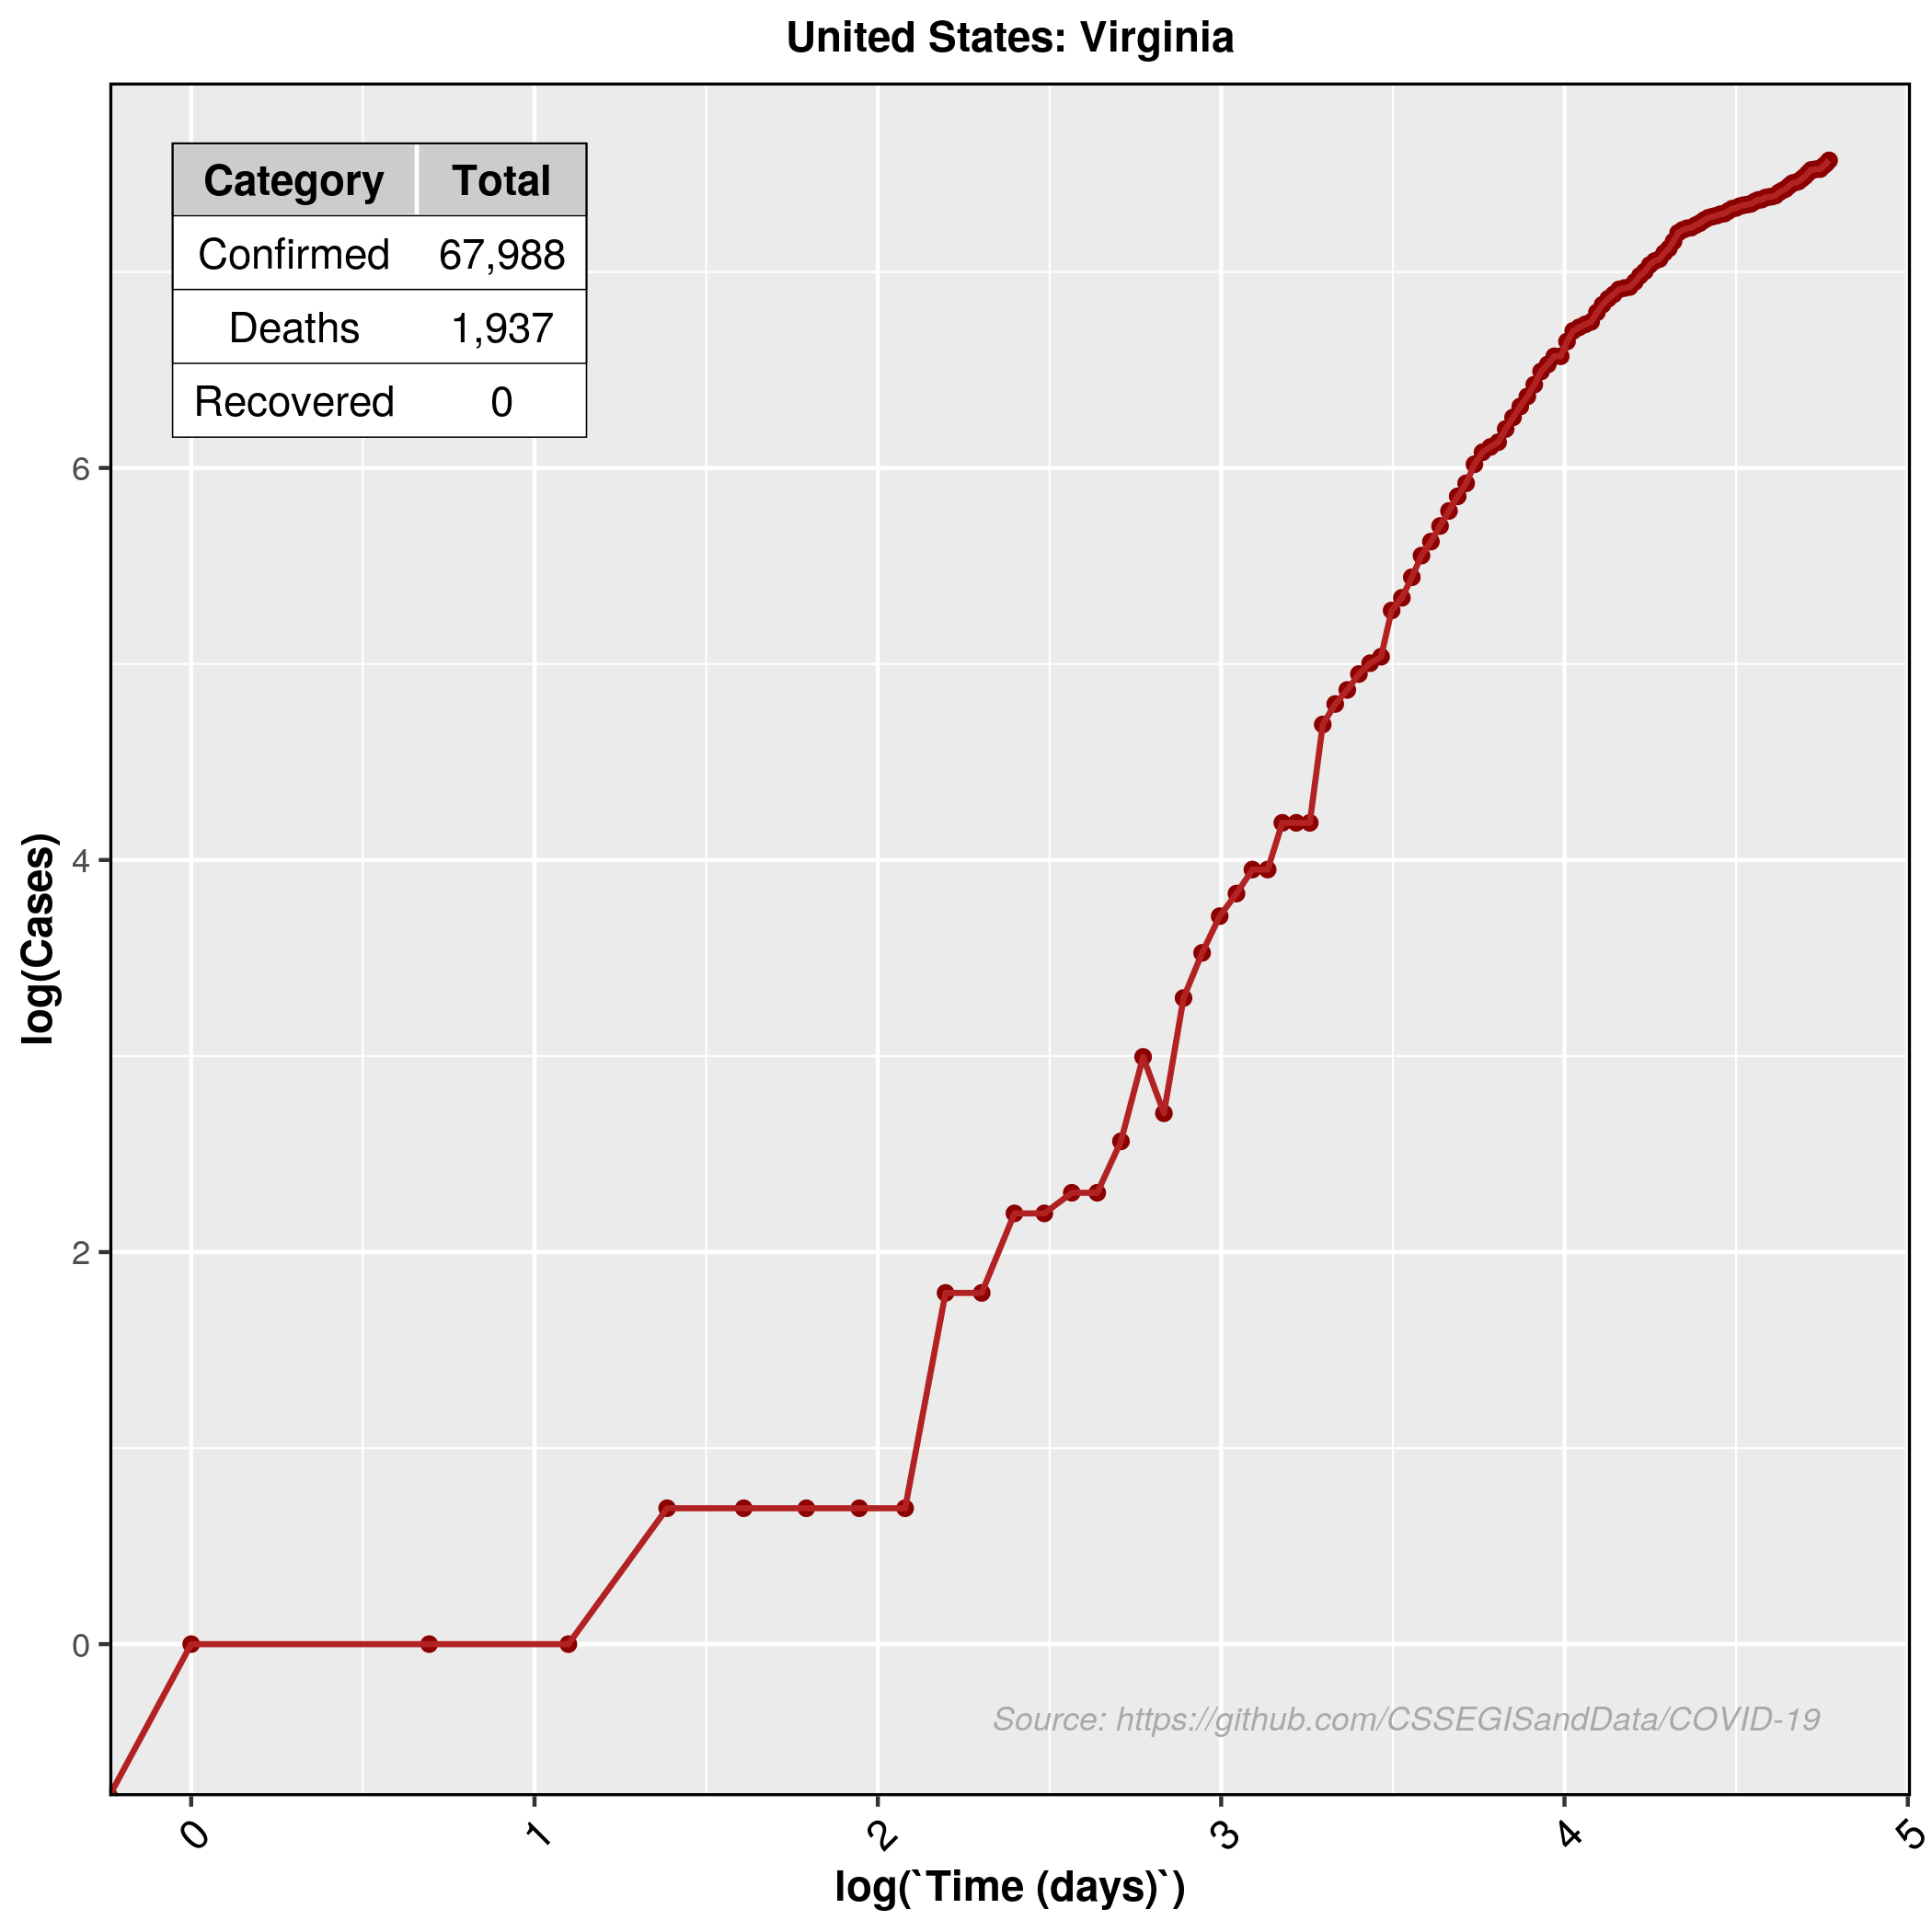 United States: Virginia
Category Total
Confirmed 67,988
Deaths 1,937
Recovered 0
6
4
2
0
log(Cases)
Source: https://github.com/CSSEGISandData/COVID-19
0 1 2 3 4 5
log(`Time (days)`)